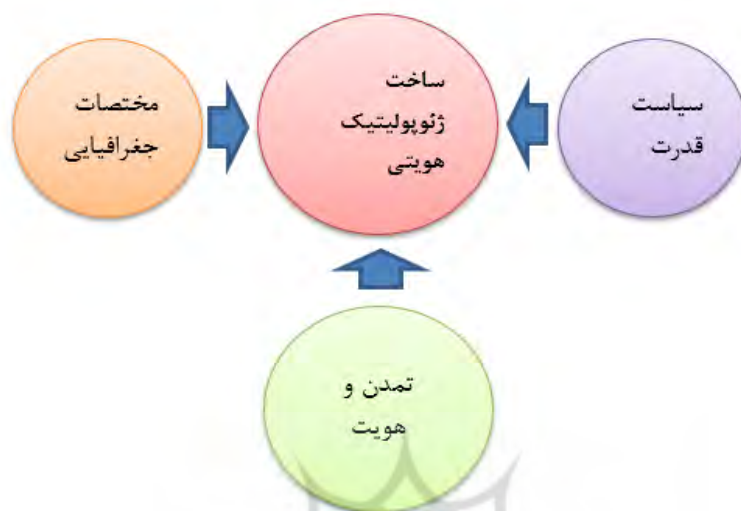 ساخت
ژئوپولیتیک
هویتی
سیاست
قدرت
مختصات
جغرافیایی
تمدن و
هویت